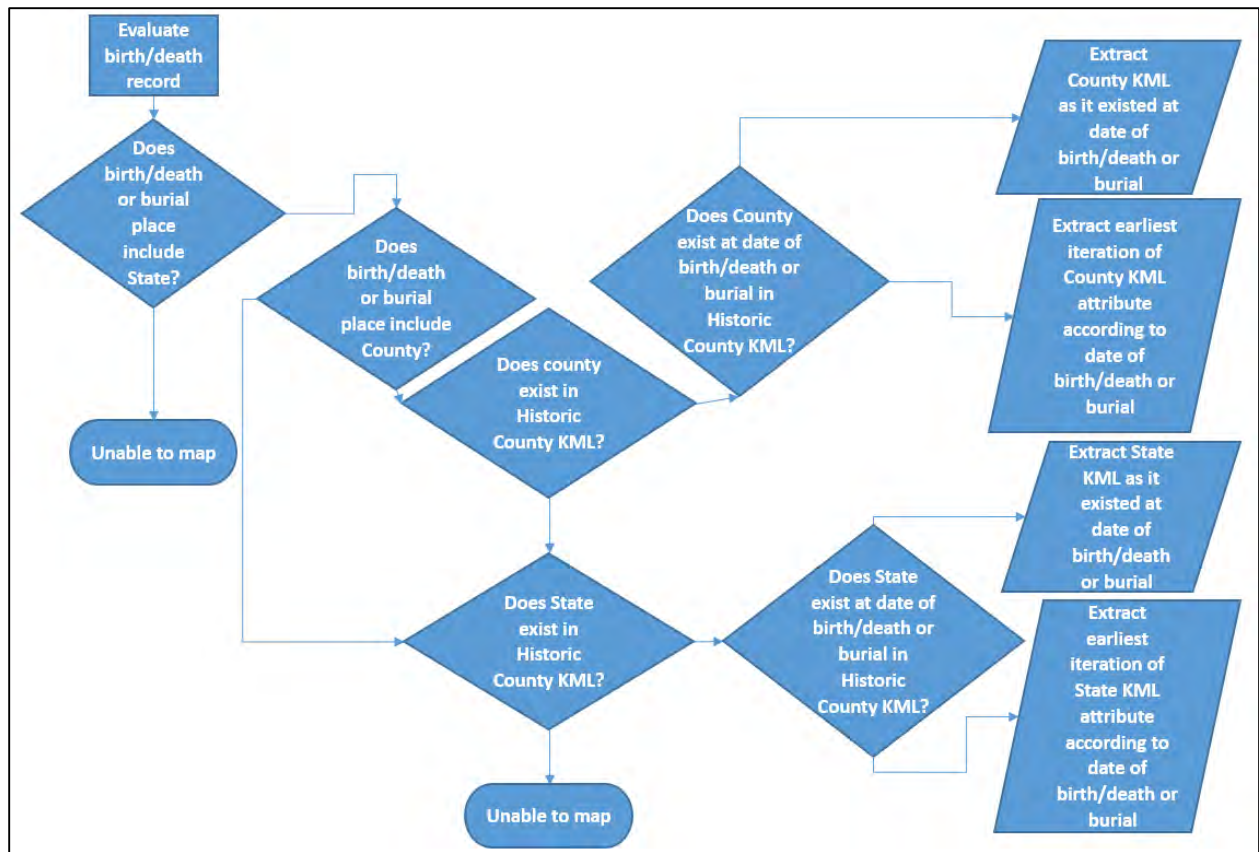 Evaluate
birth/death
record
Does
birth/death
or burial
place
include
State?
Unable to map
Does
birth/death
or burial
place include
County?
Does county
exist in
Historic
County KML?
Does County
exist at date of
birth/death or
burial in
Historic
County KML?
Extract
County KML
as it existed at
date of
birth/death or
burial
Extract earliest
iteration of
County KML
attribute
according to
date of
birth/death or
burial
Does State
exist in
Historic
County KML?
Unable to map
Does State
exist at date of
birth/death or
burial in
Historic
County KML?
Extract State
KML as it
existed at
date of
birth/death
or burial
Extract
earliest
iteration of
State KML
attribute
according to
date of
birth/death or
burial